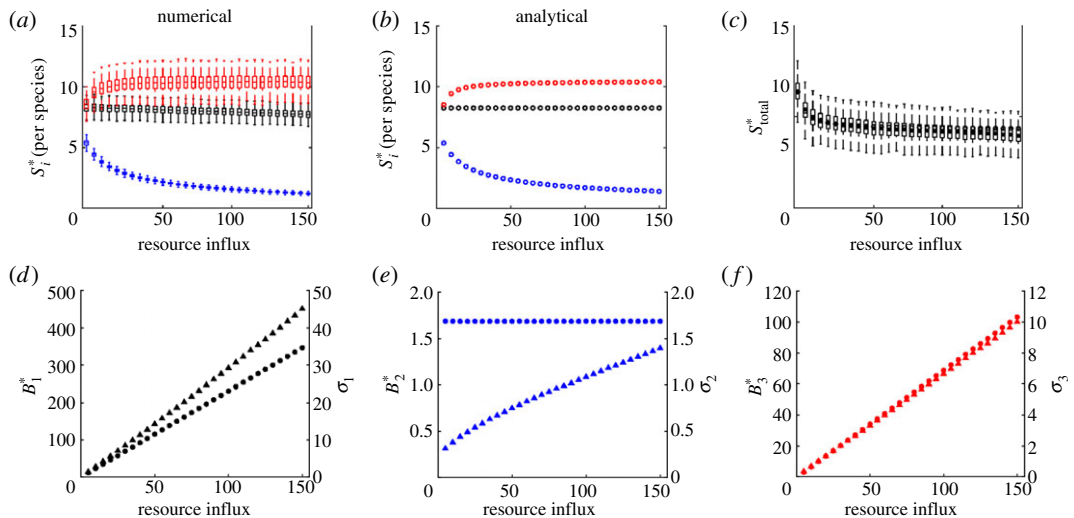 (a) numerical
15
10
5
0 50 100 150
S*i (per species)
resource influx
(b) analytical
15
10
5
0 50 100 150
S*i (per species)
resource influx
(c)
15
10
5
0 50 100 150
S*total
resource influx
(d)
500
400
300
200
100
0 50 100 150
B*1
50
40
30
20
10
0
σ1
resource influx
(e)
2.0
1.5
1.0
0.5
0 50 100 150
B*2
2.0
1.5
1.0
0.5
0
σ2
resource influx
(f)
120
100
80
60
40
20
0 50 100 150
B*3
12
10
8
6
4
2
0
σ3
resource influx